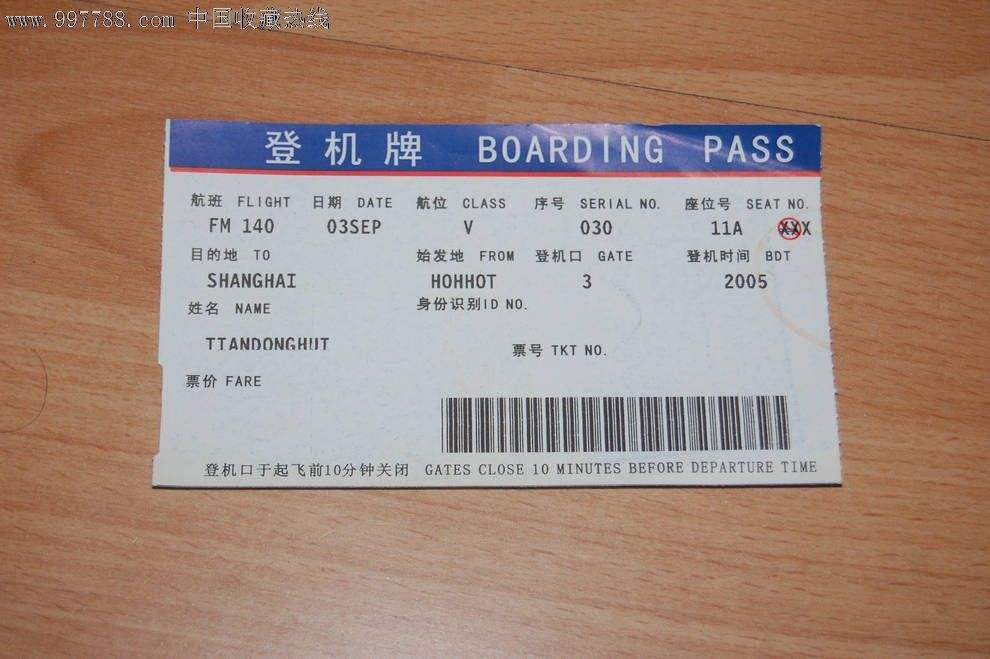 www.997788.com 中国收藏热线
登机牌 BOARDING PASS
航班 FLIGHT 日期 DATE 航位 CLASS 序号 SERIAL NO. 座位号 SEAT NO.
FM 140 03SEP V 030 11A XXX
目的地 TO 始发地 FROM 登机口 GATE 登机时间 BDT
SHANGHAI HOHHOT 3 2005
姓名 NAME 身份识别ID NO.
TIANDONGHUI
票号 TKT NO.
票价 FARE
登机口于起飞前10分钟关闭 GATES CLOSE 10 MINUTES BEFORE DEPARTURE TIME